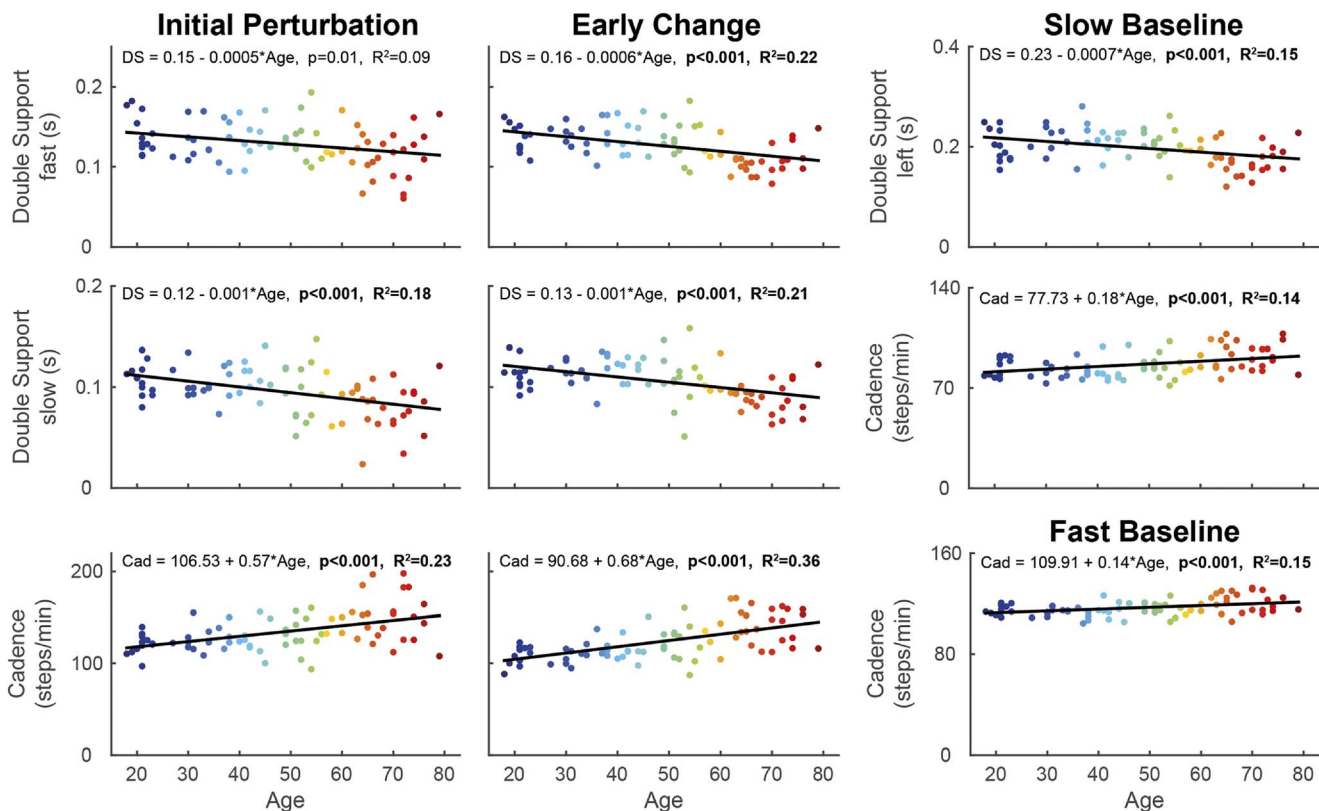 Initial Perturbation
Early Change
Slow Baseline
DS = 0.15 - 0.0005*Age, p=0.01, R²=0.09
DS = 0.16 - 0.0006*Age, p<0.001, R²=0.22
DS = 0.23 - 0.0007*Age, p<0.001, R²=0.15
Double Support
fast (s)
0.2
0.1
0
0.2
0.1
0
Double Support
left (s)
0.4
0.2
0
DS = 0.12 - 0.001*Age, p<0.001, R²=0.18
DS = 0.13 - 0.001*Age, p<0.001, R²=0.21
Cad = 77.73 + 0.18*Age, p<0.001, R²=0.14
Double Support
slow (s)
0.2
0.1
0
Cadence
(steps/min)
140
70
0
Fast Baseline
Cad = 106.53 + 0.57*Age, p<0.001, R²=0.23
Cad = 90.68 + 0.68*Age, p<0.001, R²=0.36
Cad = 109.91 + 0.14*Age, p<0.001, R²=0.15
Cadence
(steps/min)
200
100
0
Cadence
(steps/min)
160
80
0
20 30 40 50 60 70 80
20 30 40 50 60 70 80
20 30 40 50 60 70 80
Age
Age
Age